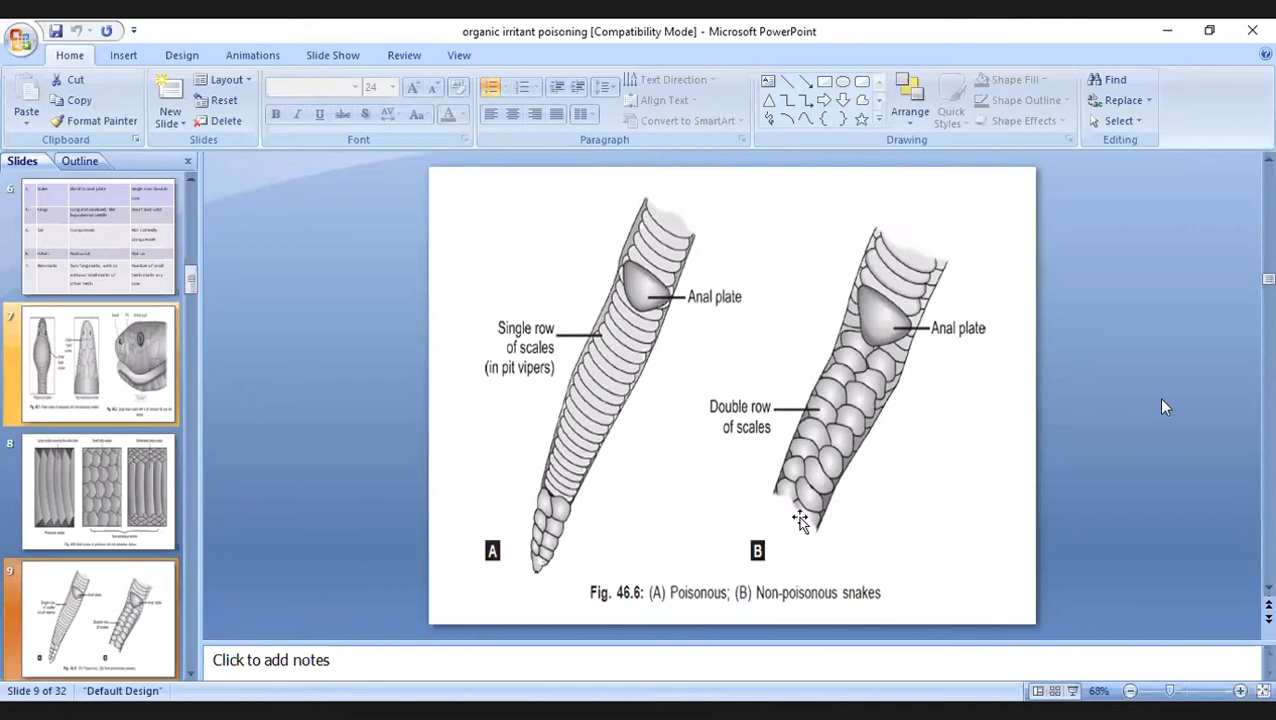 organic irritant poisoning [Compatibility Mode] - Microsoft PowerPoint
Home Insert Design Animations Slide Show Review View
Paste
Cut
Copy
Format Painter
Clipboard
New
Slide
Layout
Reset
Delete
Slides
24
B I U abc S AV Aa A
Font
Text Direction
Align Text
Convert to SmartArt
Paragraph
Arrange
Quick
Styles
Shape Fill
Shape Outline
Shape Effects
Drawing
Find
Replace
Select
Editing
Slides Outline
6
7
8
9
Anal plate
Single row
of scales
(in pit vipers)
Anal plate
Double row
of scales
A
B
Fig. 46.6: (A) Poisonous; (B) Non-poisonous snakes
Click to add notes
Slide 9 of 32 "Default Design" 68%